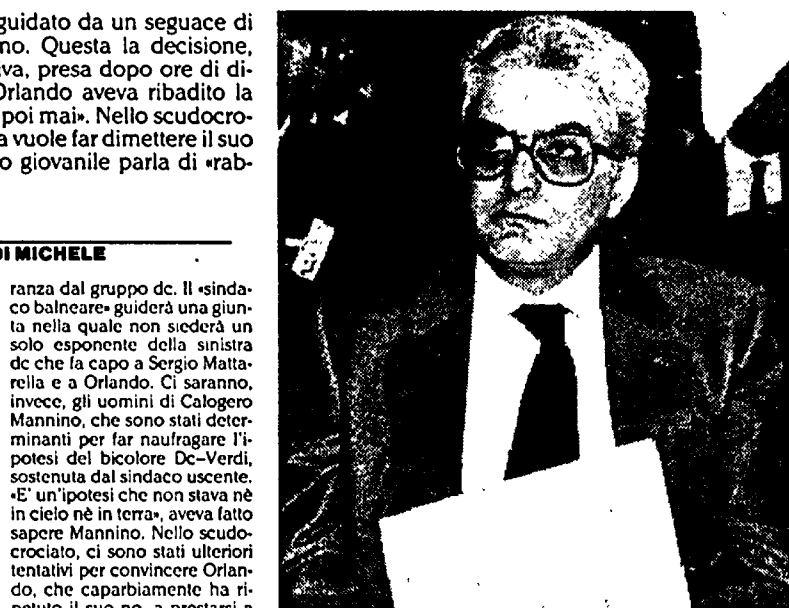 guidato da un seguace di
no. Questa la decisione,
va, presa dopo ore di di-
Orlando aveva ribadito la
poi mai». Nello scudocro-
a vuole far dimettere il suo
o giovanile parla di «rab-
DI MICHELE
ranza dal gruppo dc. Il «sinda-
co balneare» guiderà una giun-
ta nella quale non siederà un
solo esponente della sinistra
dc che fa capo a Sergio Matta-
rella e a Orlando. Ci saranno,
invece, gli uomini di Calogero
Mannino, che sono stati deter-
minanti per far naufragare l'i-
potesi del bicolore Dc-Verdi,
sostenuta dal sindaco uscente.
«E' un'ipotesi che non stava nè
in cielo nè in terra», aveva fatto
sapere Mannino. Nello scudo-
crociato, ci sono stati ulteriori
tentativi per convincere Orlan-
do, che caparbiamente ha ri-
petuto il suo no, a prestarsi a